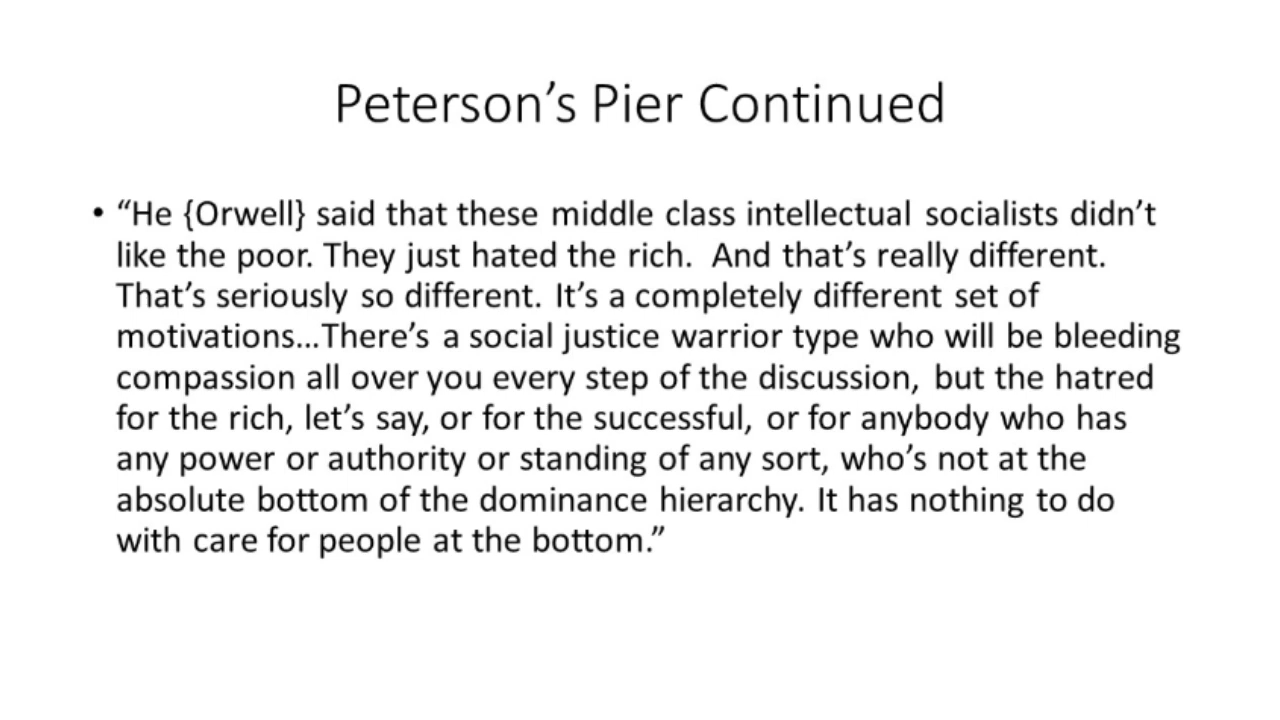 Peterson’s Pier Continued
• “He {Orwell} said that these middle class intellectual socialists didn’t
like the poor. They just hated the rich.  And that’s really different.
That’s seriously so different. It’s a completely different set of
motivations…There’s a social justice warrior type who will be bleeding
compassion all over you every step of the discussion, but the hatred
for the rich, let’s say, or for the successful, or for anybody who has
any power or authority or standing of any sort, who’s not at the
absolute bottom of the dominance hierarchy. It has nothing to do
with care for people at the bottom.”